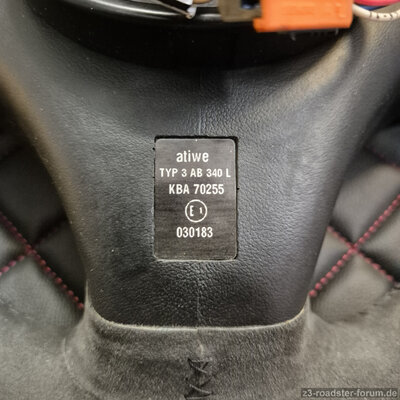 atiwe
TYP 3 AB 340 L
KBA 70255
E 1
030183
z3-roadster-forum.de